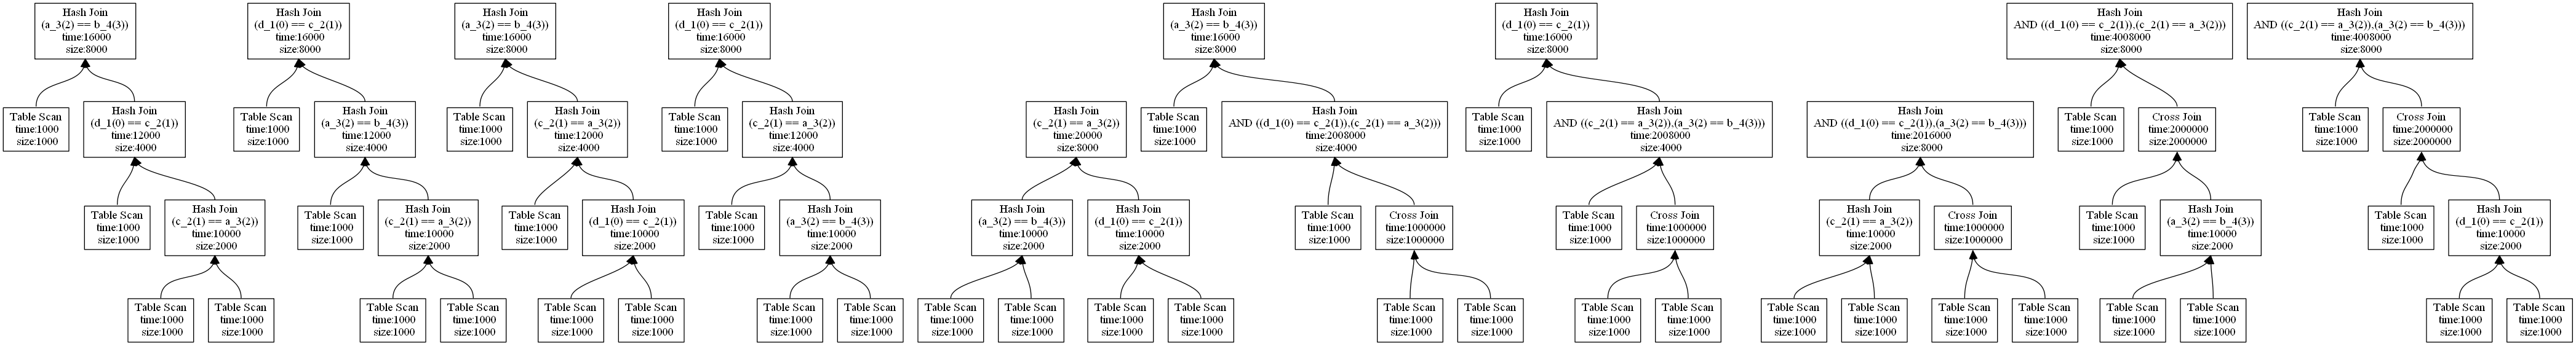 Hash Join
(a_3(2) == b_4(3))
time:16000
size:8000
Table Scan
time:1000
size:1000
Hash Join
(d_1(0) == c_2(1))
time:12000
size:4000
Table Scan
time:1000
size:1000
Hash Join
(c_2(1) == a_3(2))
time:10000
size:2000
Table Scan
time:1000
size:1000
Table Scan
time:1000
size:1000
Hash Join
(d_1(0) == c_2(1))
time:16000
size:8000
Table Scan
time:1000
size:1000
Hash Join
(a_3(2) == b_4(3))
time:12000
size:4000
Table Scan
time:1000
size:1000
Hash Join
(c_2(1) == a_3(2))
time:10000
size:2000
Table Scan
time:1000
size:1000
Table Scan
time:1000
size:1000
Hash Join
(a_3(2) == b_4(3))
time:16000
size:8000
Table Scan
time:1000
size:1000
Hash Join
(c_2(1) == a_3(2))
time:12000
size:4000
Table Scan
time:1000
size:1000
Hash Join
(d_1(0) == c_2(1))
time:10000
size:2000
Table Scan
time:1000
size:1000
Table Scan
time:1000
size:1000
Hash Join
(d_1(0) == c_2(1))
time:16000
size:8000
Table Scan
time:1000
size:1000
Hash Join
(c_2(1) == a_3(2))
time:12000
size:4000
Table Scan
time:1000
size:1000
Hash Join
(a_3(2) == b_4(3))
time:10000
size:2000
Table Scan
time:1000
size:1000
Table Scan
time:1000
size:1000
Hash Join
(c_2(1) == a_3(2))
time:20000
size:8000
Hash Join
(a_3(2) == b_4(3))
time:10000
size:2000
Hash Join
(d_1(0) == c_2(1))
time:10000
size:2000
Table Scan
time:1000
size:1000
Table Scan
time:1000
size:1000
Table Scan
time:1000
size:1000
Table Scan
time:1000
size:1000
Hash Join
(a_3(2) == b_4(3))
time:16000
size:8000
Table Scan
time:1000
size:1000
Hash Join
AND ((d_1(0) == c_2(1)),(c_2(1) == a_3(2)))
time:2008000
size:4000
Table Scan
time:1000
size:1000
Cross Join
time:1000000
size:1000000
Table Scan
time:1000
size:1000
Table Scan
time:1000
size:1000
Hash Join
(d_1(0) == c_2(1))
time:16000
size:8000
Table Scan
time:1000
size:1000
Hash Join
AND ((c_2(1) == a_3(2)),(a_3(2) == b_4(3)))
time:2008000
size:4000
Table Scan
time:1000
size:1000
Cross Join
time:1000000
size:1000000
Table Scan
time:1000
size:1000
Table Scan
time:1000
size:1000
Hash Join
AND ((d_1(0) == c_2(1)),(a_3(2) == b_4(3)))
time:2016000
size:8000
Hash Join
(c_2(1) == a_3(2))
time:10000
size:2000
Cross Join
time:1000000
size:1000000
Table Scan
time:1000
size:1000
Table Scan
time:1000
size:1000
Table Scan
time:1000
size:1000
Table Scan
time:1000
size:1000
Hash Join
AND ((d_1(0) == c_2(1)),(c_2(1) == a_3(2)))
time:4008000
size:8000
Table Scan
time:1000
size:1000
Cross Join
time:2000000
size:2000000
Table Scan
time:1000
size:1000
Hash Join
(a_3(2) == b_4(3))
time:10000
size:2000
Table Scan
time:1000
size:1000
Table Scan
time:1000
size:1000
Hash Join
AND ((c_2(1) == a_3(2)),(a_3(2) == b_4(3)))
time:4008000
size:8000
Table Scan
time:1000
size:1000
Cross Join
time:2000000
size:2000000
Table Scan
time:1000
size:1000
Hash Join
(d_1(0) == c_2(1))
time:10000
size:2000
Table Scan
time:1000
size:1000
Table Scan
time:1000
size:1000